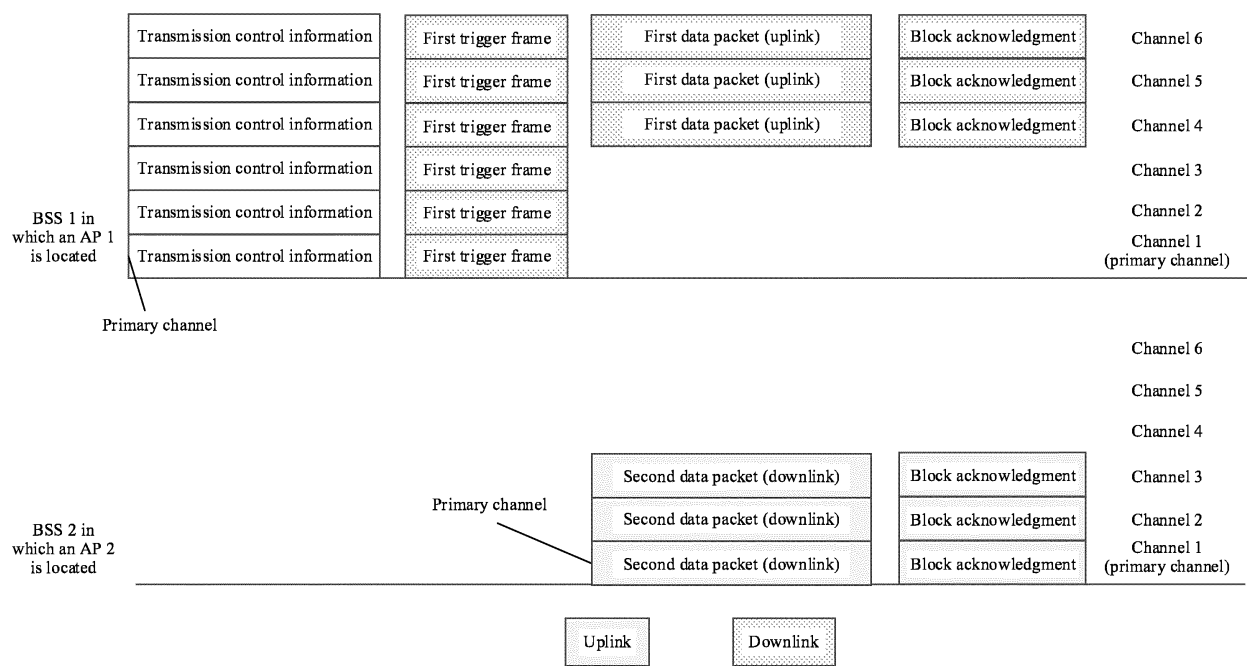 Transmission control information First trigger frame First data packet (uplink) Block acknowledgment Channel 6
Transmission control information First trigger frame First data packet (uplink) Block acknowledgment Channel 5
Transmission control information First trigger frame First data packet (uplink) Block acknowledgment Channel 4
Transmission control information First trigger frame Channel 3
Transmission control information First trigger frame Channel 2
BSS 1 in
which an AP 1
is located
Transmission control information First trigger frame Channel 1
(primary channel)
Primary channel
Channel 6
Channel 5
Channel 4
Second data packet (downlink) Block acknowledgment Channel 3
Primary channel
Second data packet (downlink) Block acknowledgment Channel 2
BSS 2 in
which an AP 2
is located
Second data packet (downlink) Block acknowledgment Channel 1
(primary channel)
Uplink Downlink